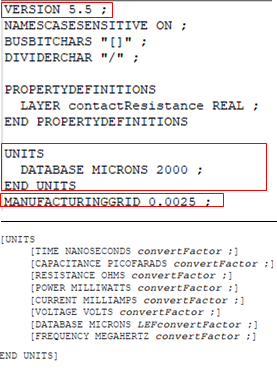 VERSION 5.5 ;
NAMESCASESENSITIVE ON ;
BUSBITCHARS "[]" ;
DIVIDERCHAR "/" ;
PROPERTYDEFINITIONS
LAYER contactResistance REAL ;
END PROPERTYDEFINITIONS
UNITS
DATABASE MICRONS 2000 ;
END UNITS
MANUFACTURINGGRID 0.0025 ;
[UNITS
[TIME NANOSECONDS convertFactor ;]
[CAPACITANCE PICOFARADS convertFactor ;]
[RESISTANCE OHMS convertFactor ;]
[POWER MILLIWATTS convertFactor ;]
[CURRENT MILLIAMPS convertFactor ;]
[VOLTAGE VOLTS convertFactor ;]
[DATABASE MICRONS LEFconvertFactor ;]
[FREQUENCY MEGAHERTZ convertFactor ;]
END UNITS]